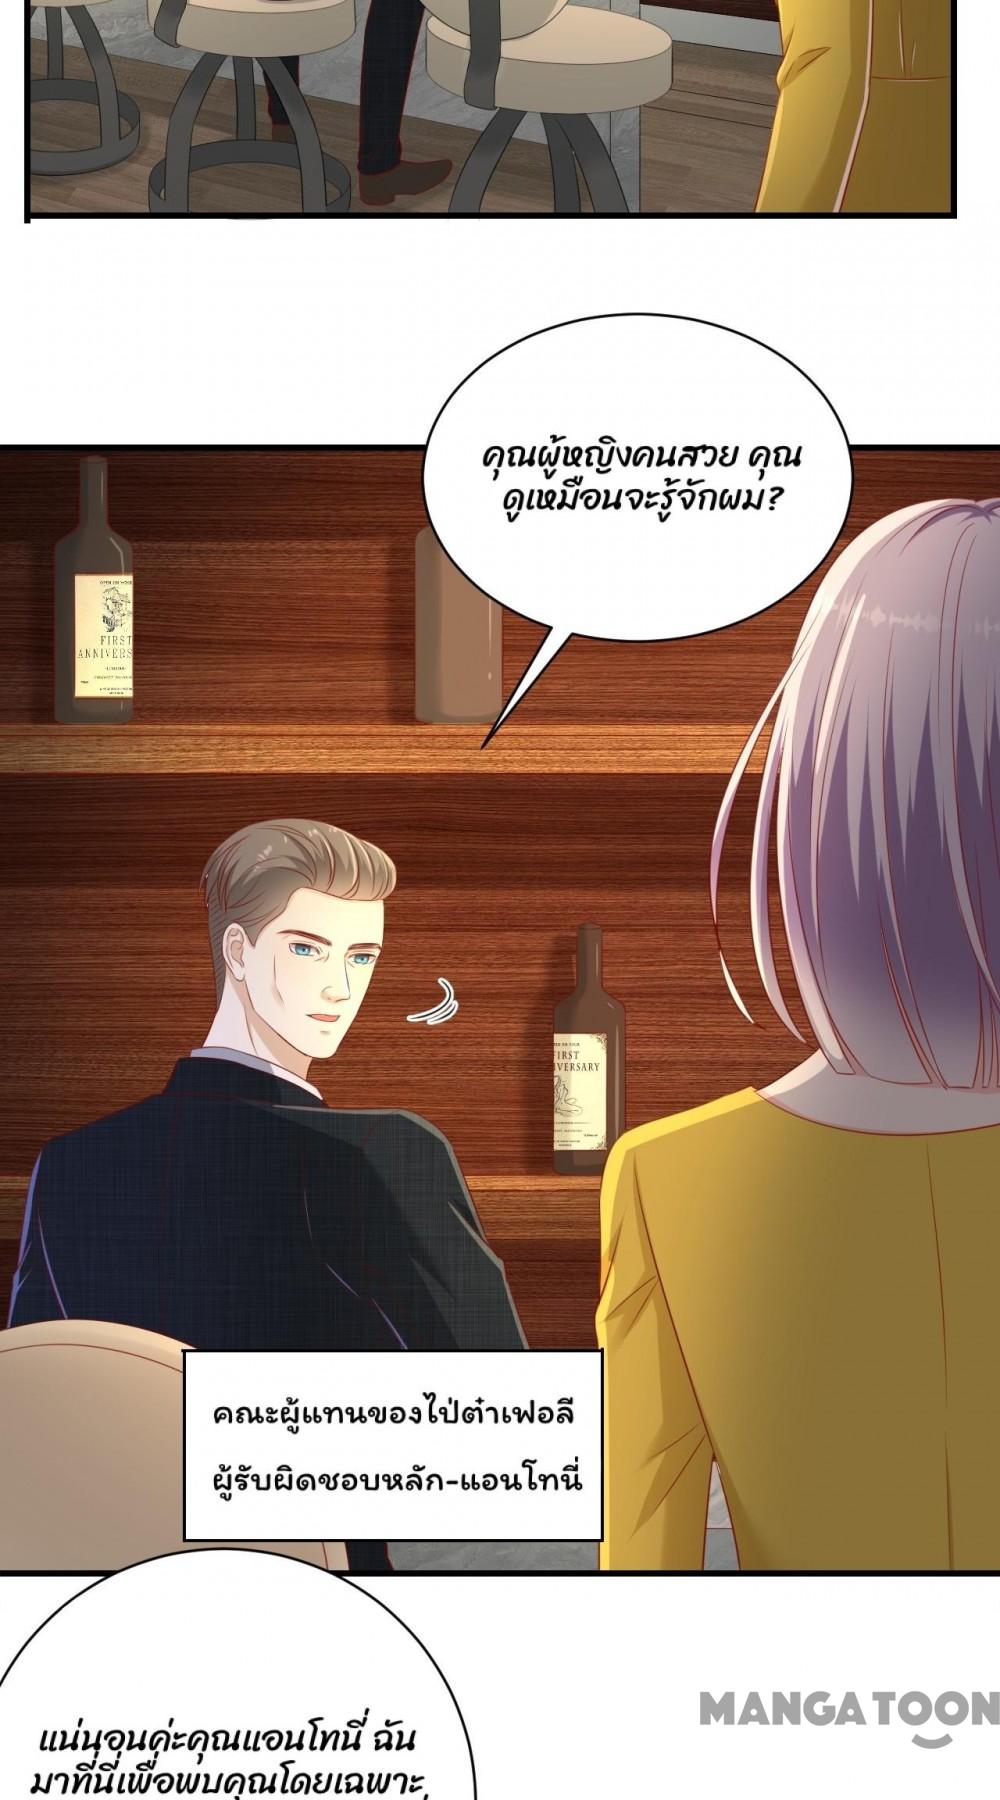 คุณผู้หญิงคนสวย คุณ
ดูเหมือนจะรู้จักผม?
FIRST
FIRST
คณะผู้แทนของไป่ต๋าเฟอลี
ผู้รับผิดชอบหลัก-แอนโทนี่
แน่นอนค่ะคุณแอนโทนี่ ฉัน
มาที่นี่เพื่อพบคุณโดยเฉพาะ
MANGATOON